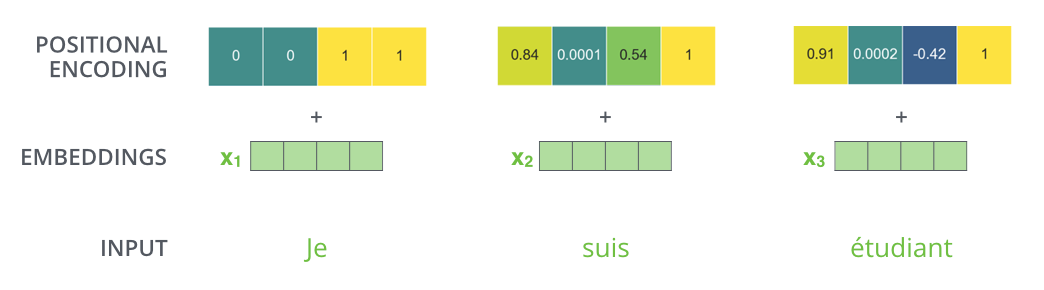 POSITIONAL ENCODING
0 0 1 1
0.84 0.0001 0.54 1
0.91 0.0002 -0.42 1
+ + +
EMBEDDINGS
x1
x2
x3
INPUT
Je
suis
étudiant